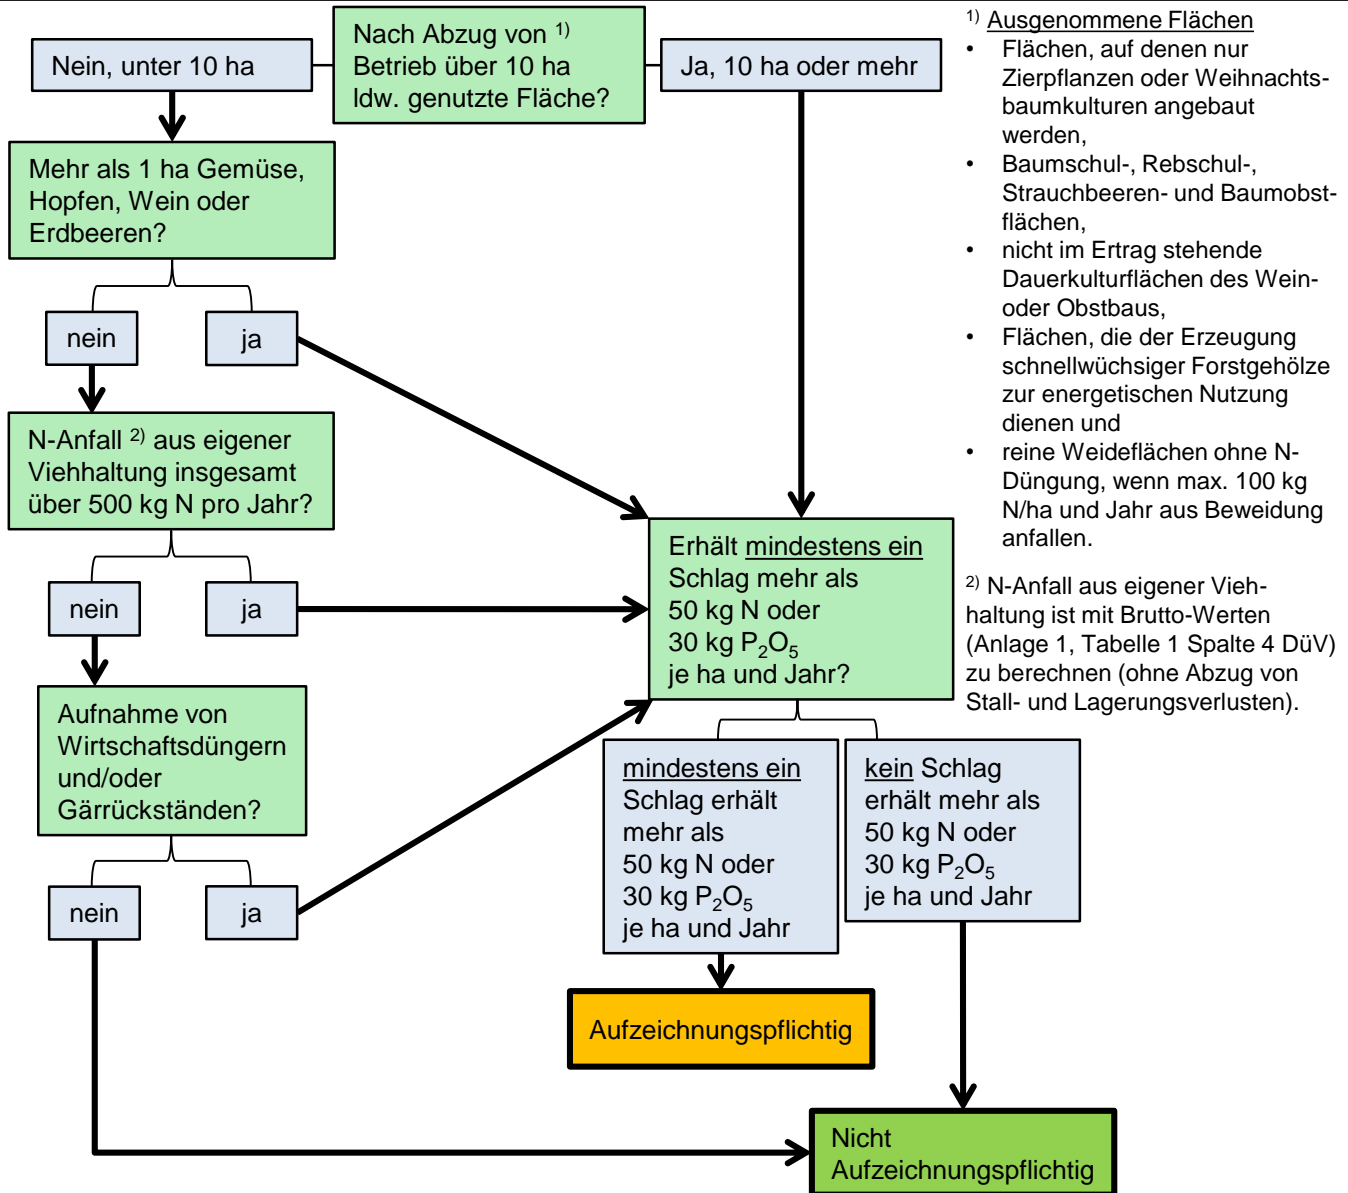 Nach Abzug von 1)
Betrieb über 10 ha
ldw. genutzte Fläche?
Nein, unter 10 ha
Ja, 10 ha oder mehr
Mehr als 1 ha Gemüse,
Hopfen, Wein oder
Erdbeeren?
nein
ja
N-Anfall 2) aus eigener
Viehhaltung insgesamt
über 500 kg N pro Jahr?
nein
ja
Aufnahme von
Wirtschaftsdüngern
und/oder
Gärrückständen?
nein
ja
Erhält mindestens ein
Schlag mehr als
50 kg N oder
30 kg P2O5
je ha und Jahr?
mindestens ein
Schlag erhält
mehr als
50 kg N oder
30 kg P2O5
je ha und Jahr
kein Schlag
erhält mehr als
50 kg N oder
30 kg P2O5
je ha und Jahr
Aufzeichnungspflichtig
Nicht
Aufzeichnungspflichtig
1) Ausgenommene Flächen
• Flächen, auf denen nur
Zierpflanzen oder Weihnachts-
baumkulturen angebaut
werden,
• Baumschul-, Rebschul-,
Strauchbeeren- und Baumobst-
flächen,
• nicht im Ertrag stehende
Dauerkulturflächen des Wein-
oder Obstbaus,
• Flächen, die der Erzeugung
schnellwüchsiger Forstgehölze
zur energetischen Nutzung
dienen und
• reine Weideflächen ohne N-
Düngung, wenn max. 100 kg
N/ha und Jahr aus Beweidung
anfallen.
2) N-Anfall aus eigener Vieh-
haltung ist mit Brutto-Werten
(Anlage 1, Tabelle 1 Spalte 4 DüV)
zu berechnen (ohne Abzug von
Stall- und Lagerungsverlusten).